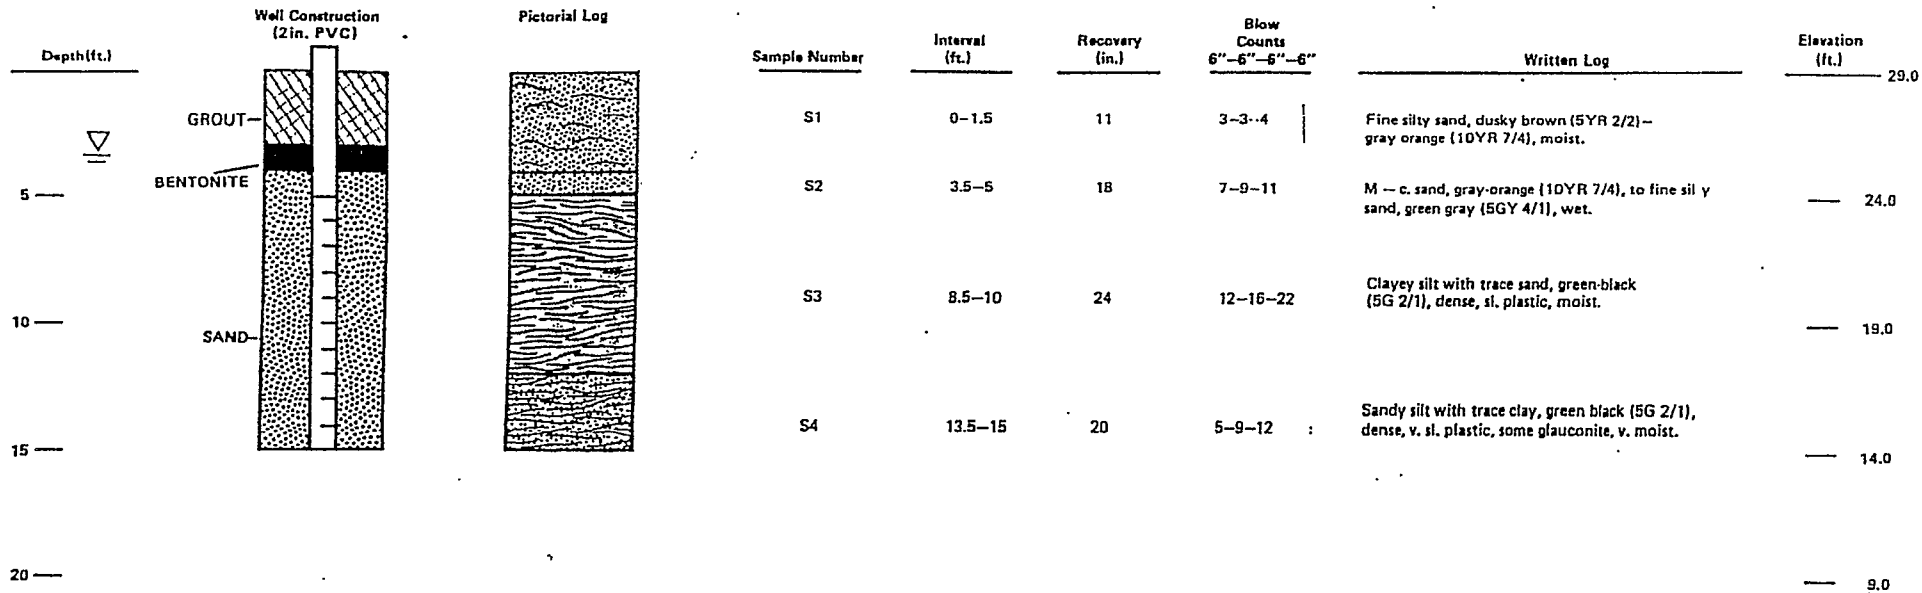 Well Construction
(2in. PVC)
Pictorial Log
Depth(ft.)
Sample Number
Interval
(ft.)
Recovery
(in.)
Blow
Counts
6"–6"–6"–6"
Written Log
Elevation
(ft.)
29.0
GROUT
S1
0–1.5
11
3–3–4
Fine silty sand, dusky brown (5YR 2/2)–
gray orange (10YR 7/4), moist.
BENTONITE
5
S2
3.5–5
18
7–9–11
M – c. sand, gray-orange (10YR 7/4), to fine sil y
sand, green gray (5GY 4/1), wet.
24.0
S3
8.5–10
24
12–16–22
Clayey silt with trace sand, green-black
(5G 2/1), dense, sl. plastic, moist.
10
SAND
19.0
S4
13.5–15
20
5–9–12
Sandy silt with trace clay, green black (5G 2/1),
dense, v. sl. plastic, some glauconite, v. moist.
15
14.0
20
9.0